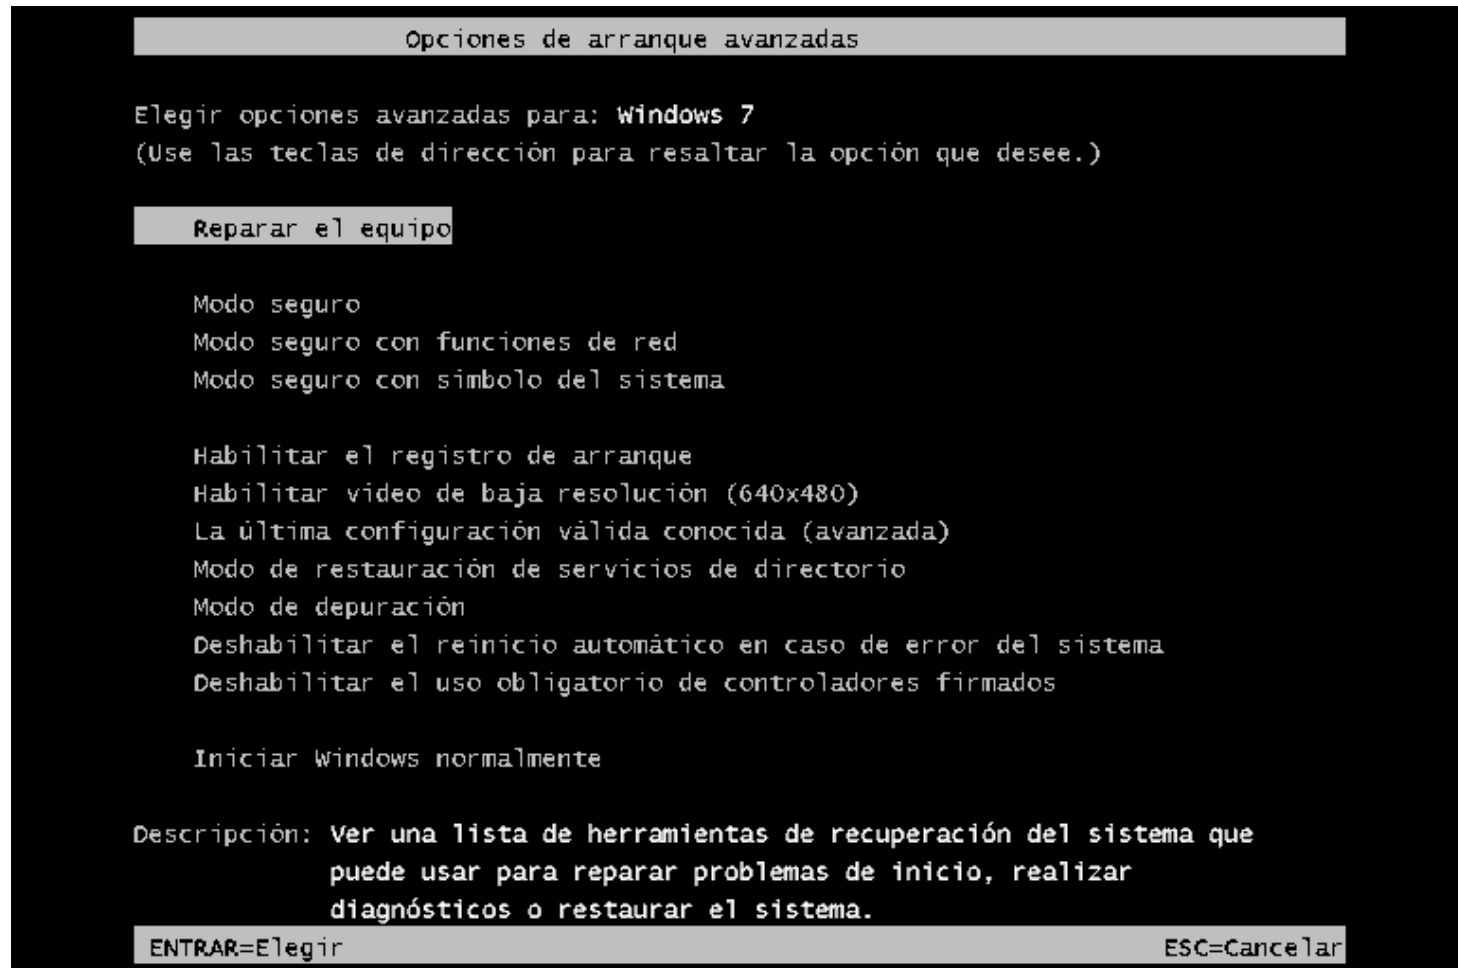 Opciones de arranque avanzadas
Elegir opciones avanzadas para: Windows 7
(Use las teclas de dirección para resaltar la opción que desee.)
Reparar el equipo
Modo seguro
Modo seguro con funciones de red
Modo seguro con símbolo del sistema
Habilitar el registro de arranque
Habilitar vídeo de baja resolución (640x480)
La última configuración válida conocida (avanzada)
Modo de restauración de servicios de directorio
Modo de depuración
Deshabilitar el reinicio automático en caso de error del sistema
Deshabilitar el uso obligatorio de controladores firmados
Iniciar Windows normalmente
Descripción: Ver una lista de herramientas de recuperación del sistema que
puede usar para reparar problemas de inicio, realizar
diagnósticos o restaurar el sistema.
ENTRAR=Elegir ESC=Cancelar